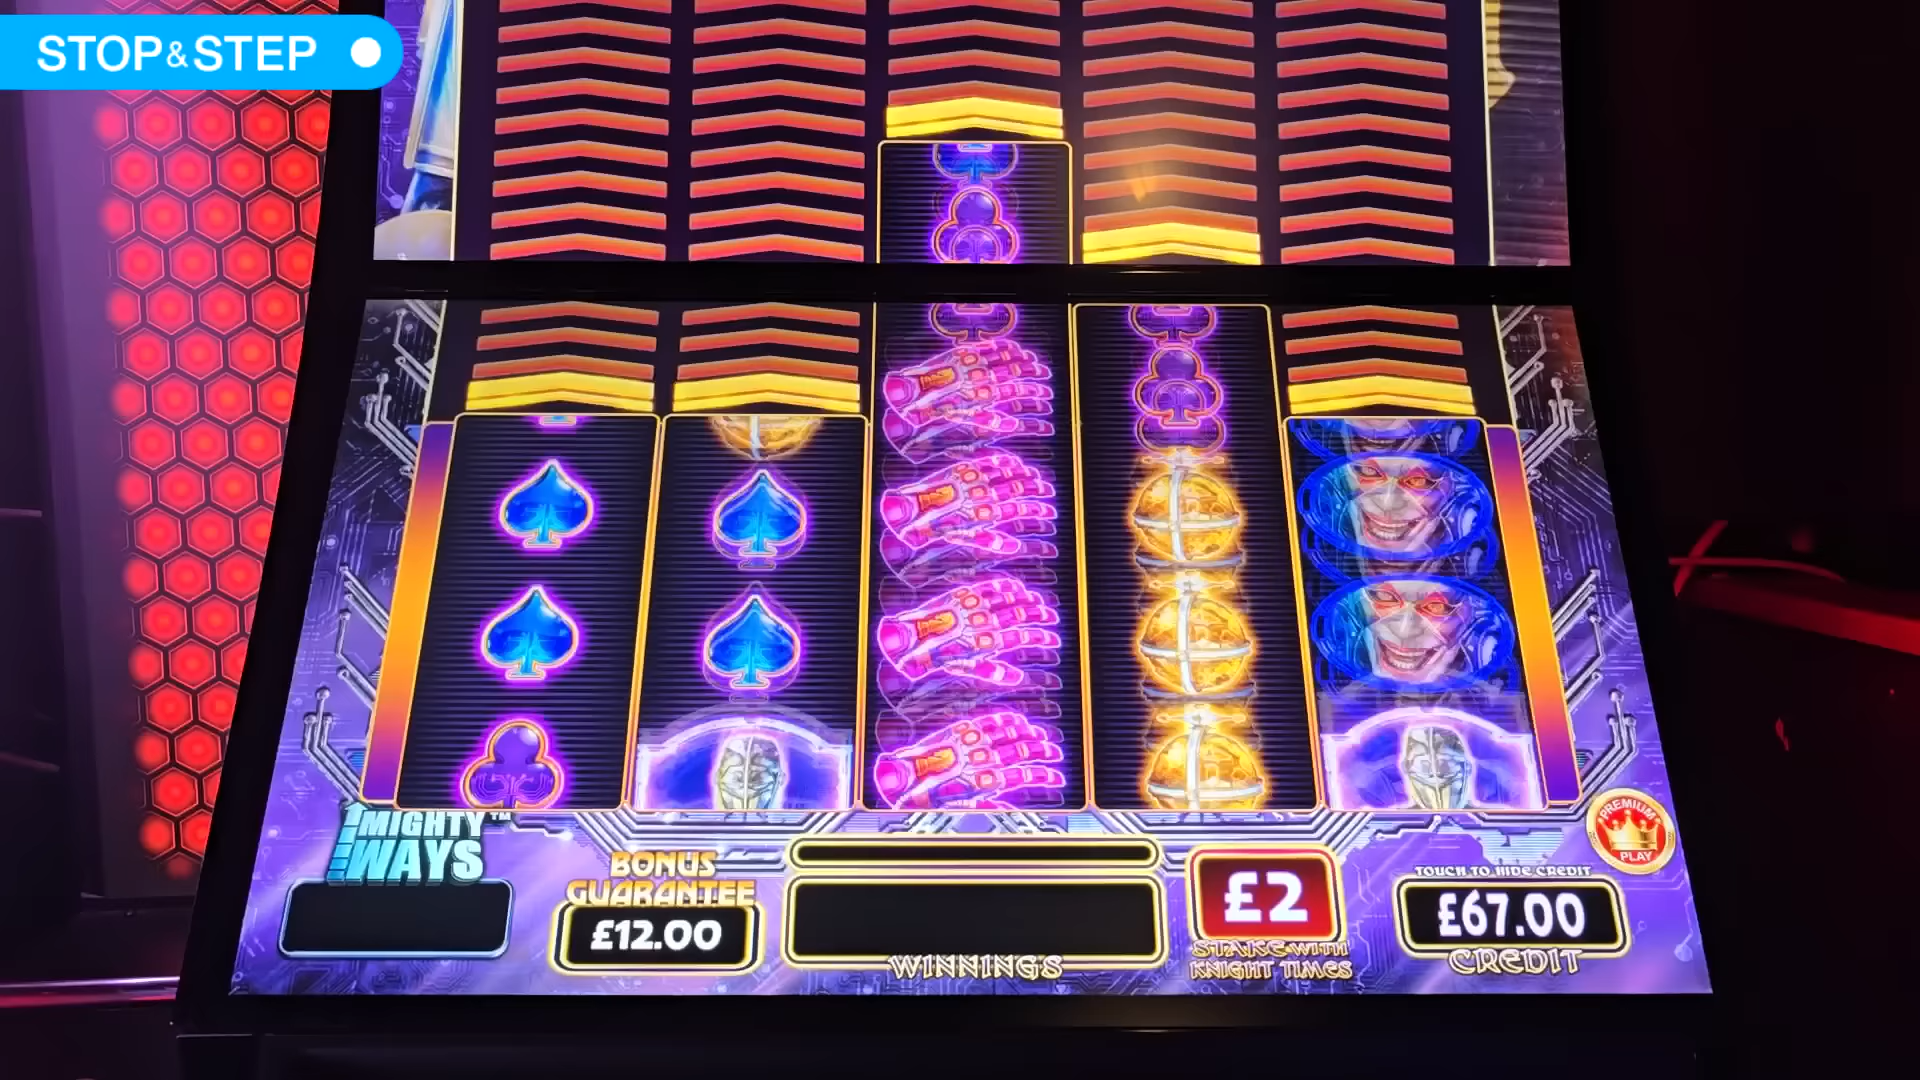 STOP&STEP
MIGHTY
WAYS™
BONUS
GUARANTEE
£12.00
WINNINGS
£2
STAKE WITH
KNIGHT TIMES
PREMIUM
PLAY
TOUCH TO HIDE CREDIT
£67.00
CREDIT